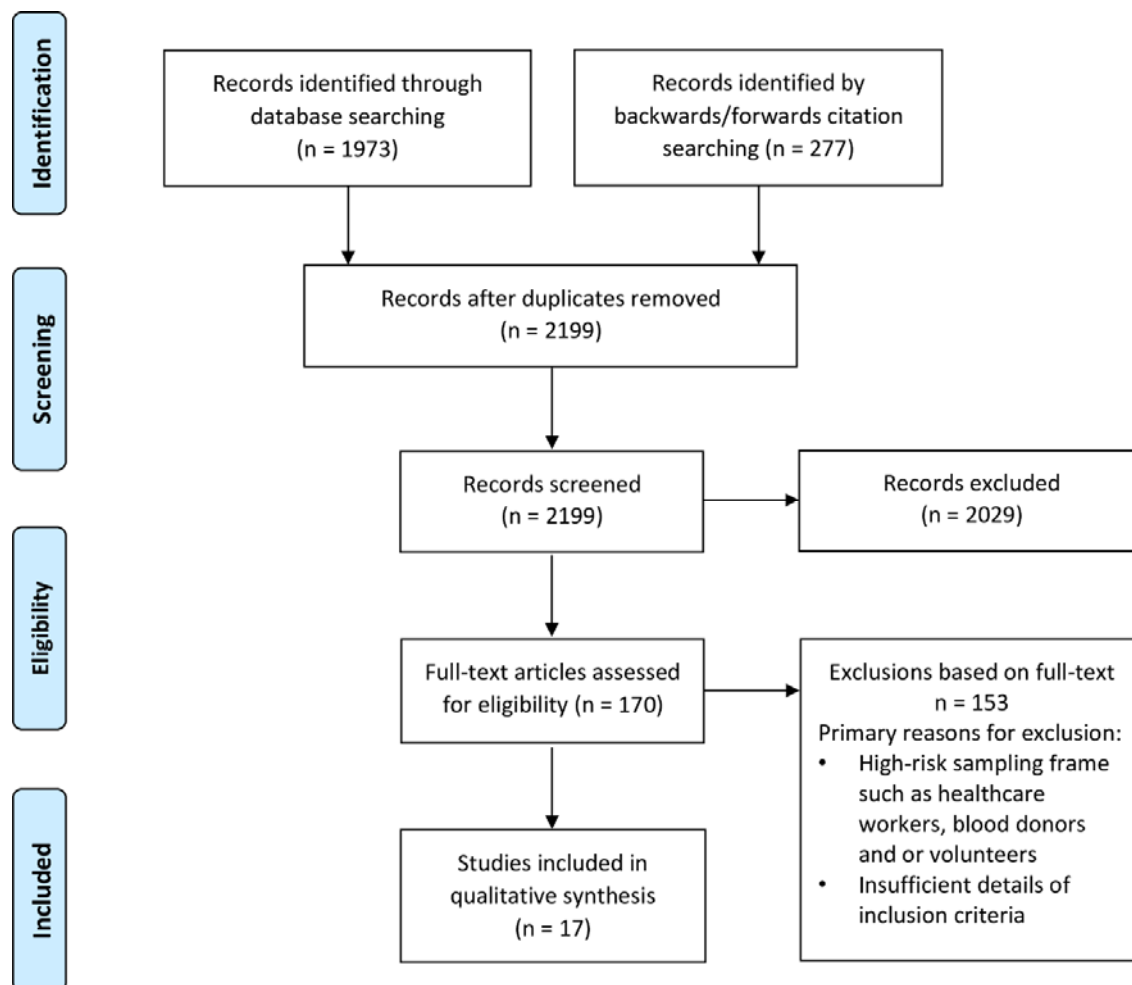 Identification
Records identified through
database searching
(n = 1973)
Records identified by
backwards/forwards citation
searching (n = 277)
Screening
Records after duplicates removed
(n = 2199)
Records screened
(n = 2199)
Records excluded
(n = 2029)
Eligibility
Full-text articles assessed
for eligibility (n = 170)
Exclusions based on full-text
n = 153
Primary reasons for exclusion:
• High-risk sampling frame
such as healthcare
workers, blood donors
and or volunteers
• Insufficient details of
inclusion criteria
Included
Studies included in
qualitative synthesis
(n = 17)